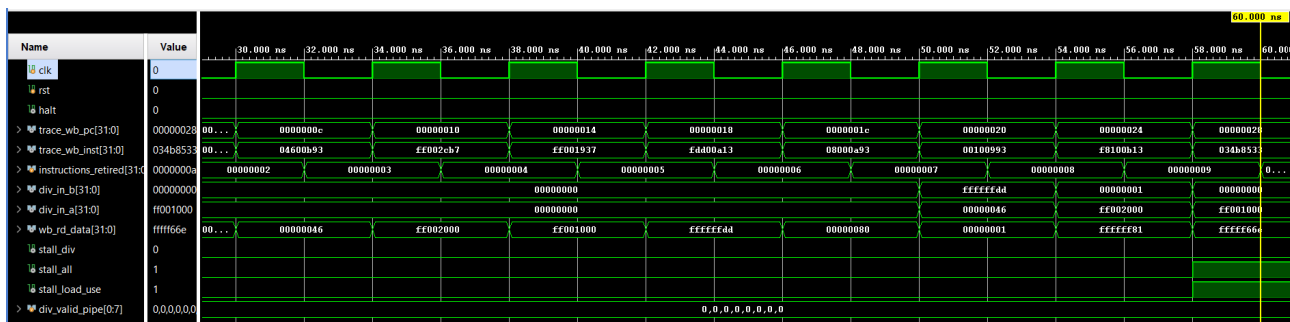 60.000 ns
Name Value 30.000 ns 32.000 ns 34.000 ns 36.000 ns 38.000 ns 40.000 ns 42.000 ns 44.000 ns 46.000 ns 48.000 ns 50.000 ns 52.000 ns 54.000 ns 56.000 ns 58.000 ns 60.00
clk 0
rst 0
halt 0
trace_wb_pc[31:0] 00000028 00... 0000000c 00000010 00000014 00000018 0000001c 00000020 00000024 00000028
trace_wb_inst[31:0] 034b8533 00... 04600b93 ff002cb7 ff001937 fdd00a13 08000a93 00100993 f8100b13 034b8533
instructions_retired[31:0 0000000a 00000002 00000003 00000004 00000005 00000006 00000007 00000008 00000009 0...
div_in_b[31:0] 00000000 00000000 ffffffdd 00000001 00000000
div_in_a[31:0] ff001000 00000000 00000046 ff002000 ff001000
wb_rd_data[31:0] fffff66e 00... 00000046 ff002000 ff001000 ffffffdd 00000080 00000001 ffffff81 fffff66e
stall_div 0
stall_all 1
stall_load_use 1
div_valid_pipe[0:7] 0,0,0,0,0,0 0,0,0,0,0,0,0,0